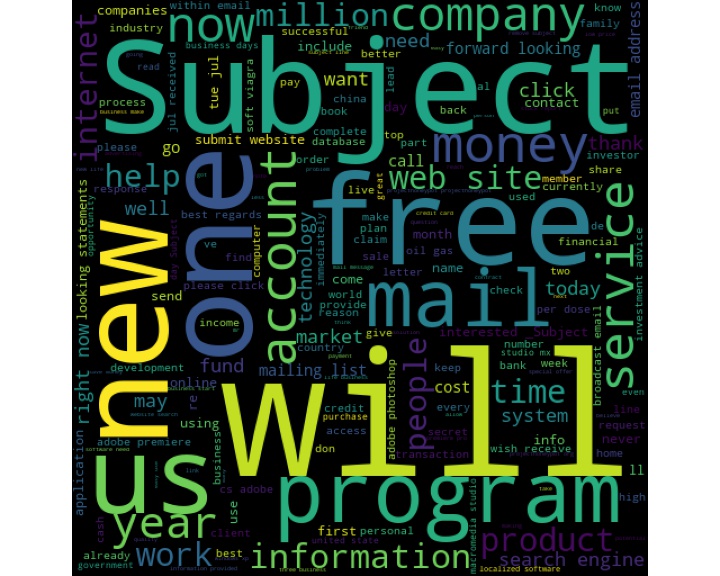 companies
within email
million
company
know
family
industry
now
successful
include
need
forward looking
business days
better
email address
internet
read
tue jul
soft viagra
pay
want
lead
al
click
contact
put
process
jul received
china
book
day
back
Subject
please
go
submit website
complete
database
top
part
money
thank
investor
response
help
order
call
web site
member
currently
share
well
best regards
live
great
used
opportunity
looking statements
new
one
account
free
service
day Subject
ve
find
computer
technology
immediately
make
plan
claim
credit card
month
oil gas
de
financial
please click
sale
letter
name
two
investment advice
send
come
world
provide
reason
mail
check
today
per dose
income
market
give
interested Subject
number
broadcast email
right now
development
fund
country
mailing list
people
keep
cost
bank
week
studio mx
special offer
even
may
online
re
will
credit
purchase
access
adobe photoshop
every
time
system
line
request
never
using
business
don
secret
transaction
info
wish receive
home
application
adobe premiere
us
cs adobe
program
ll
high
year
use
client
first
personal
macromedia studio
product
cash
already
government
work
best
united state
information
search engine
information provided
three business
localized software